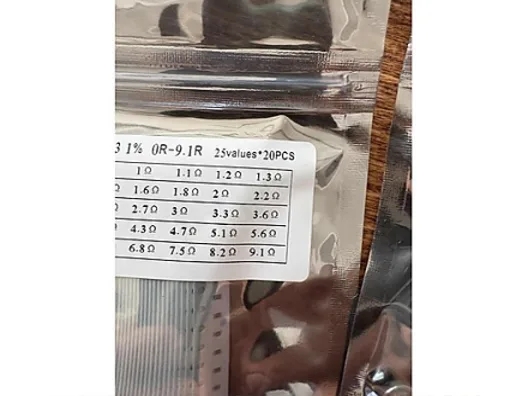 3 1% 0R-9.1R 25values*20PCS
1Ω 1.1Ω 1.2Ω 1.3Ω
Ω 1.6Ω 1.8Ω 2Ω 2.2Ω
Ω 2.7Ω 3Ω 3.3Ω 3.6Ω
4.3Ω 4.7Ω 5.1Ω 5.6Ω
6.8Ω 7.5Ω 8.2Ω 9.1Ω